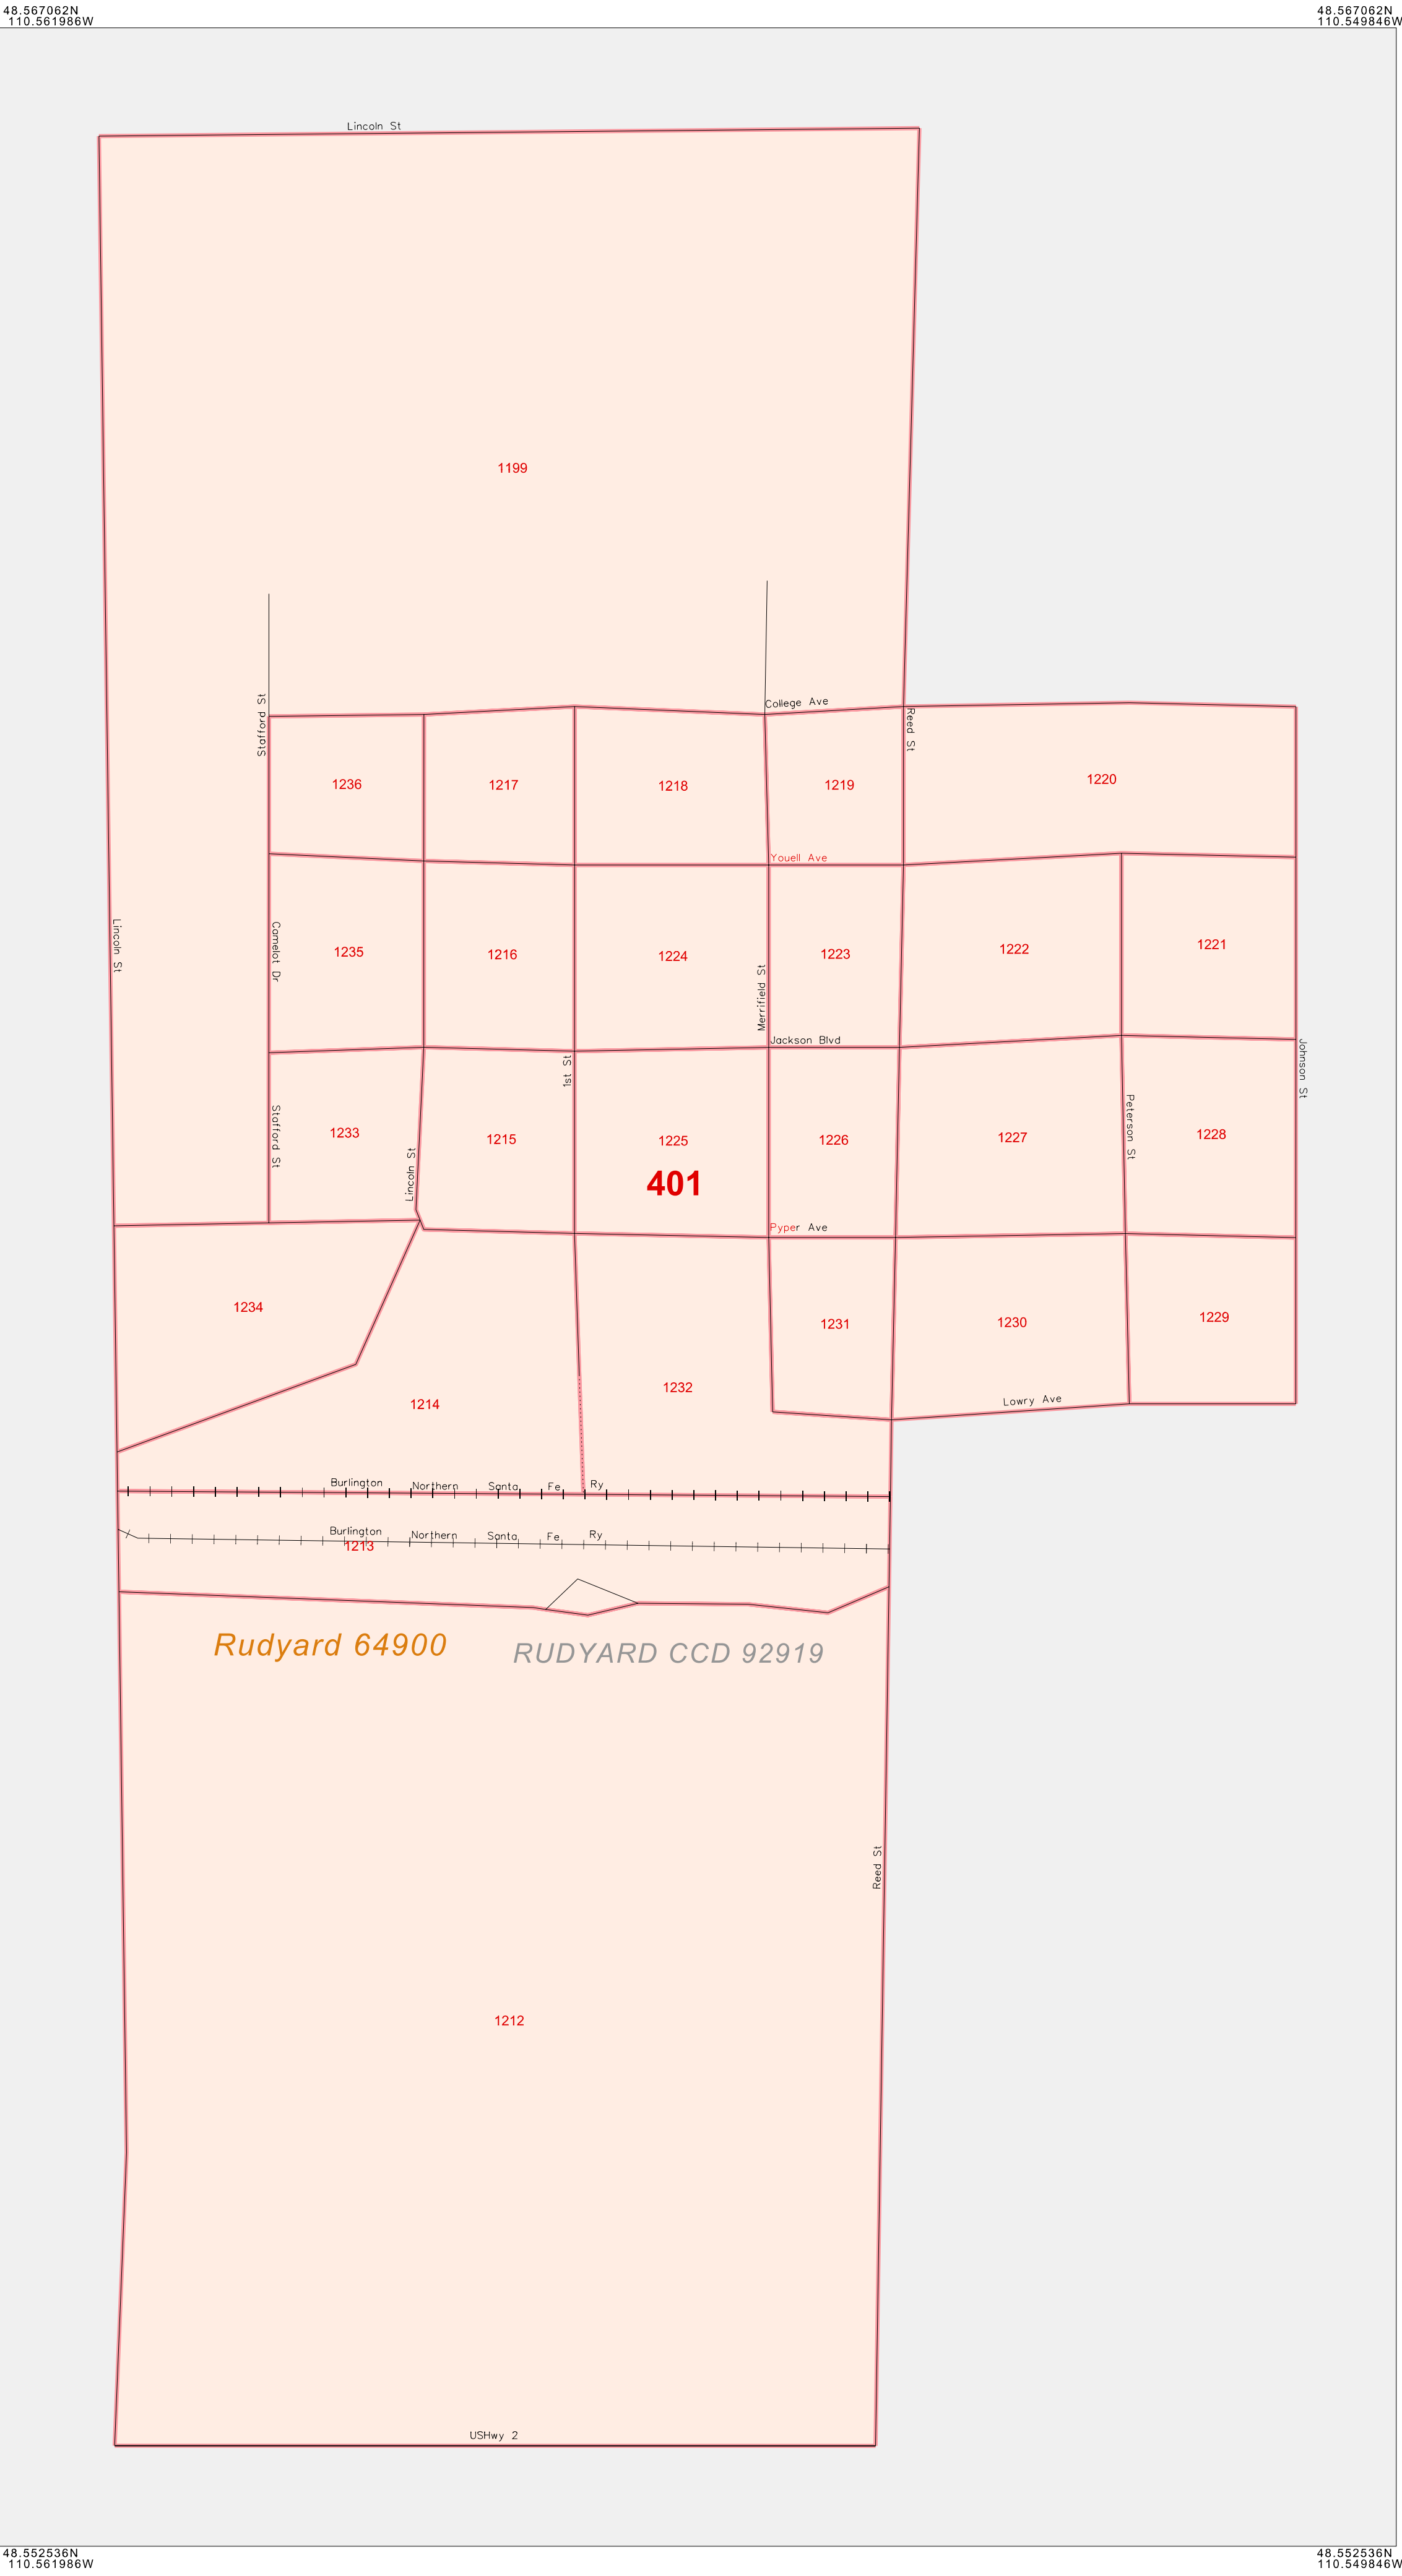 48.567062N
110.561986W
48.567062N
110.549846W
Lincoln St
1199
Stafford St
College Ave
Reed St
1236
1217
1218
1219
1220
Youell Ave
Lincoln St
Camelot Dr
1235
1216
1224
Merrifield St
1223
1222
1221
Jackson Blvd
1st St
Johnson St
Stafford St
1233
Lincoln St
1215
1225
1226
1227
Peterson St
1228
401
Pyper Ave
1234
1231
1230
1229
1214
1232
Lowry Ave
Burlington Northern Santa Fe Ry
Burlington Northern Santa Fe Ry
1213
Rudyard 64900
RUDYARD CCD 92919
Reed St
1212
USHwy 2
48.552536N
110.561986W
48.552536N
110.549846W